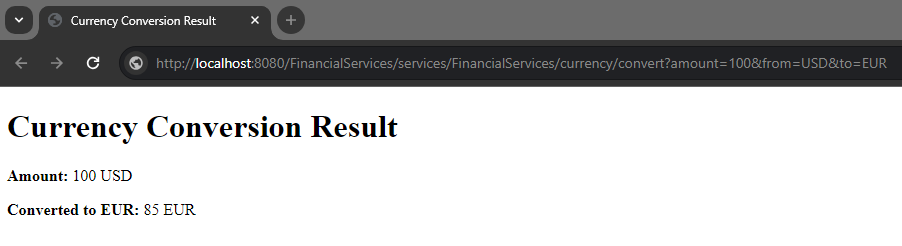 Currency Conversion Result
http://localhost:8080/FinancialServices/services/FinancialServices/currency/convert?amount=100&from=USD&to=EUR
Currency Conversion Result
Amount: 100 USD
Converted to EUR: 85 EUR